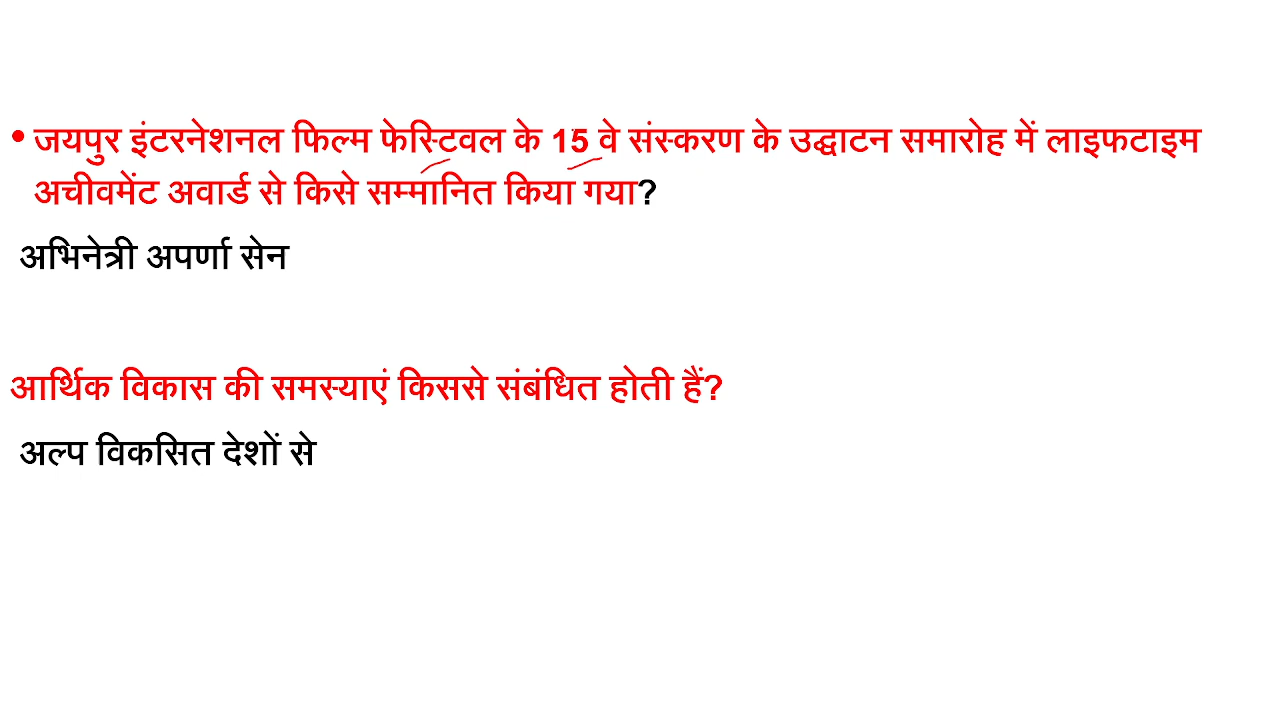 • जयपुर इंटरनेशनल फिल्म फेस्टिवल के 15 वे संस्करण के उद्घाटन समारोह में लाइफटाइम
अचीवमेंट अवार्ड से किसे सम्मानित किया गया?
अभिनेत्री अपर्णा सेन
आर्थिक विकास की समस्याएं किससे संबंधित होती हैं?
अल्प विकसित देशों से